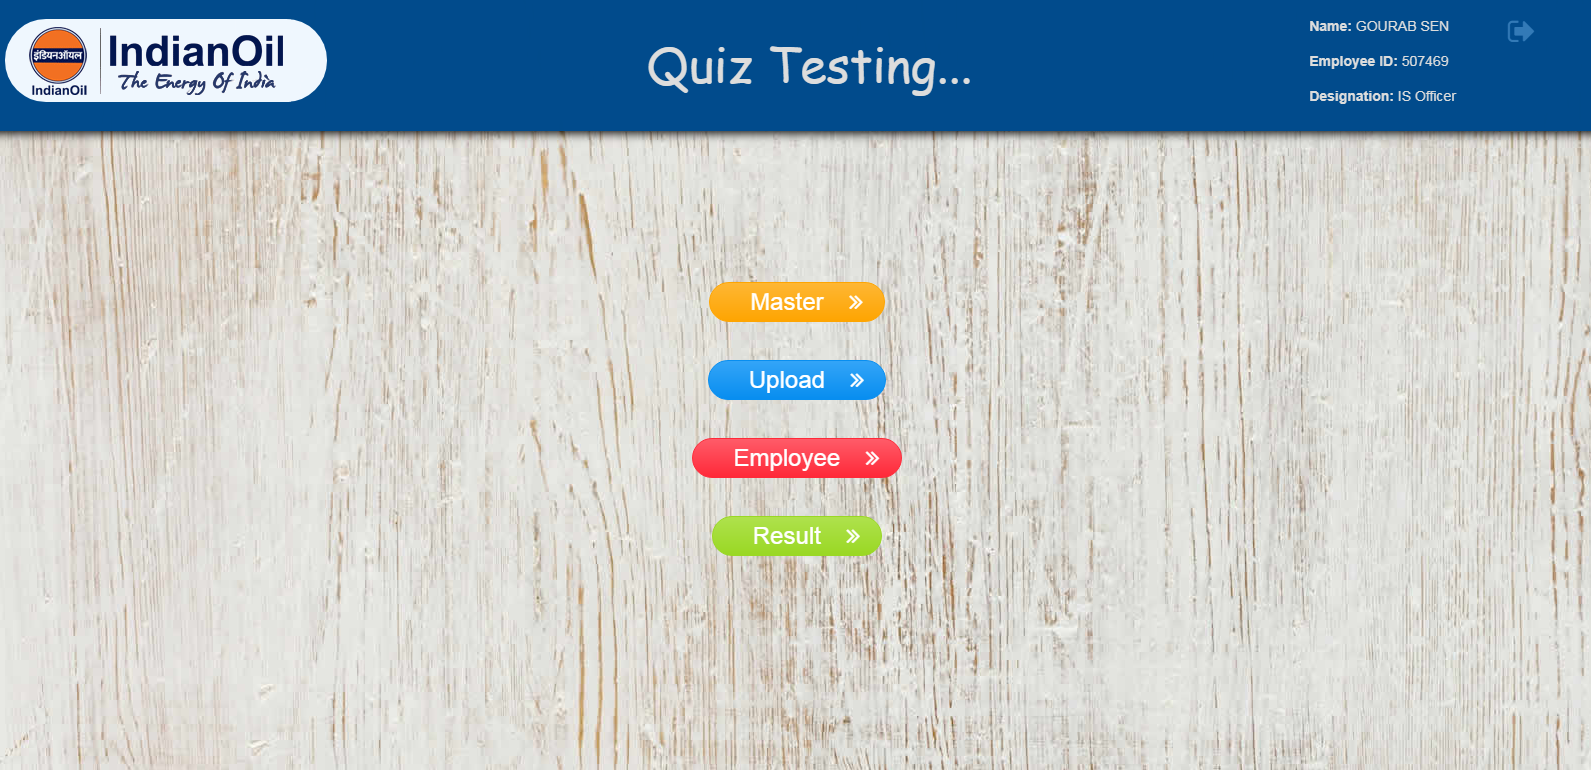 इंडियनऑयल
IndianOil
IndianOil
The Energy Of India
Quiz Testing...
Name: GOURAB SEN
Employee ID: 507469
Designation: IS Officer
Master
Upload
Employee
Result